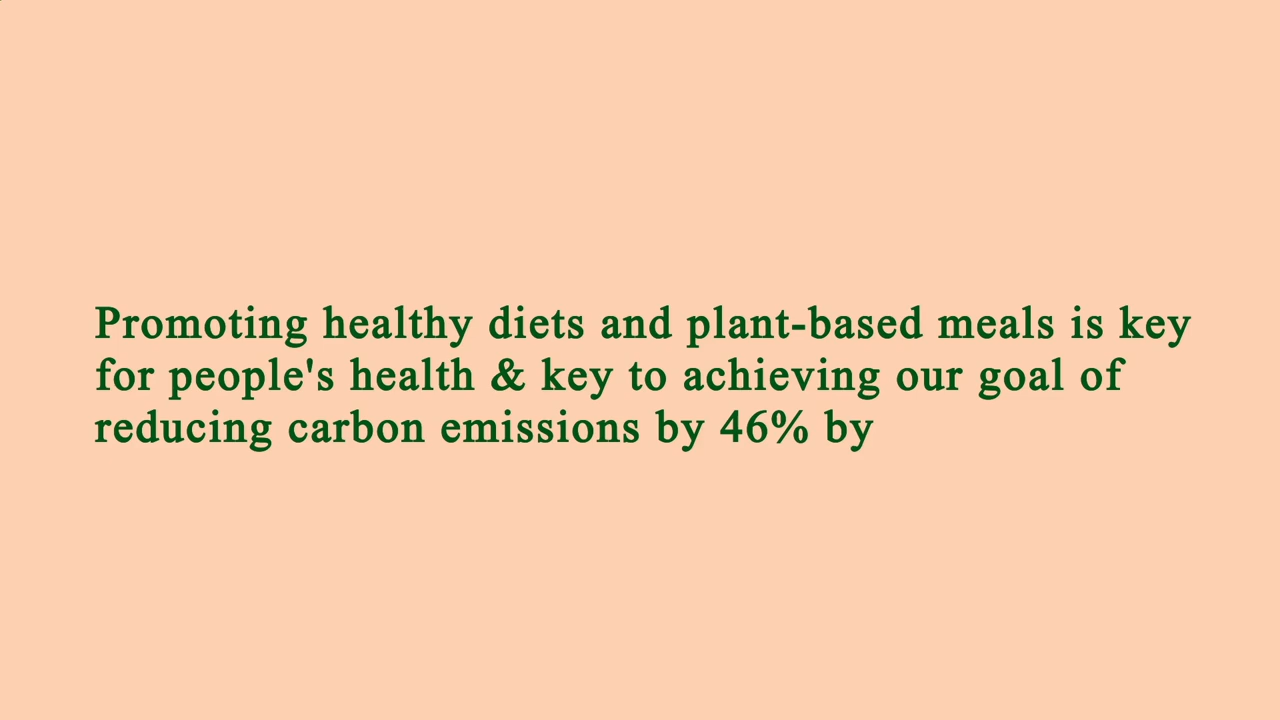 Promoting healthy diets and plant-based meals is key
for people's health & key to achieving our goal of
reducing carbon emissions by 46% by